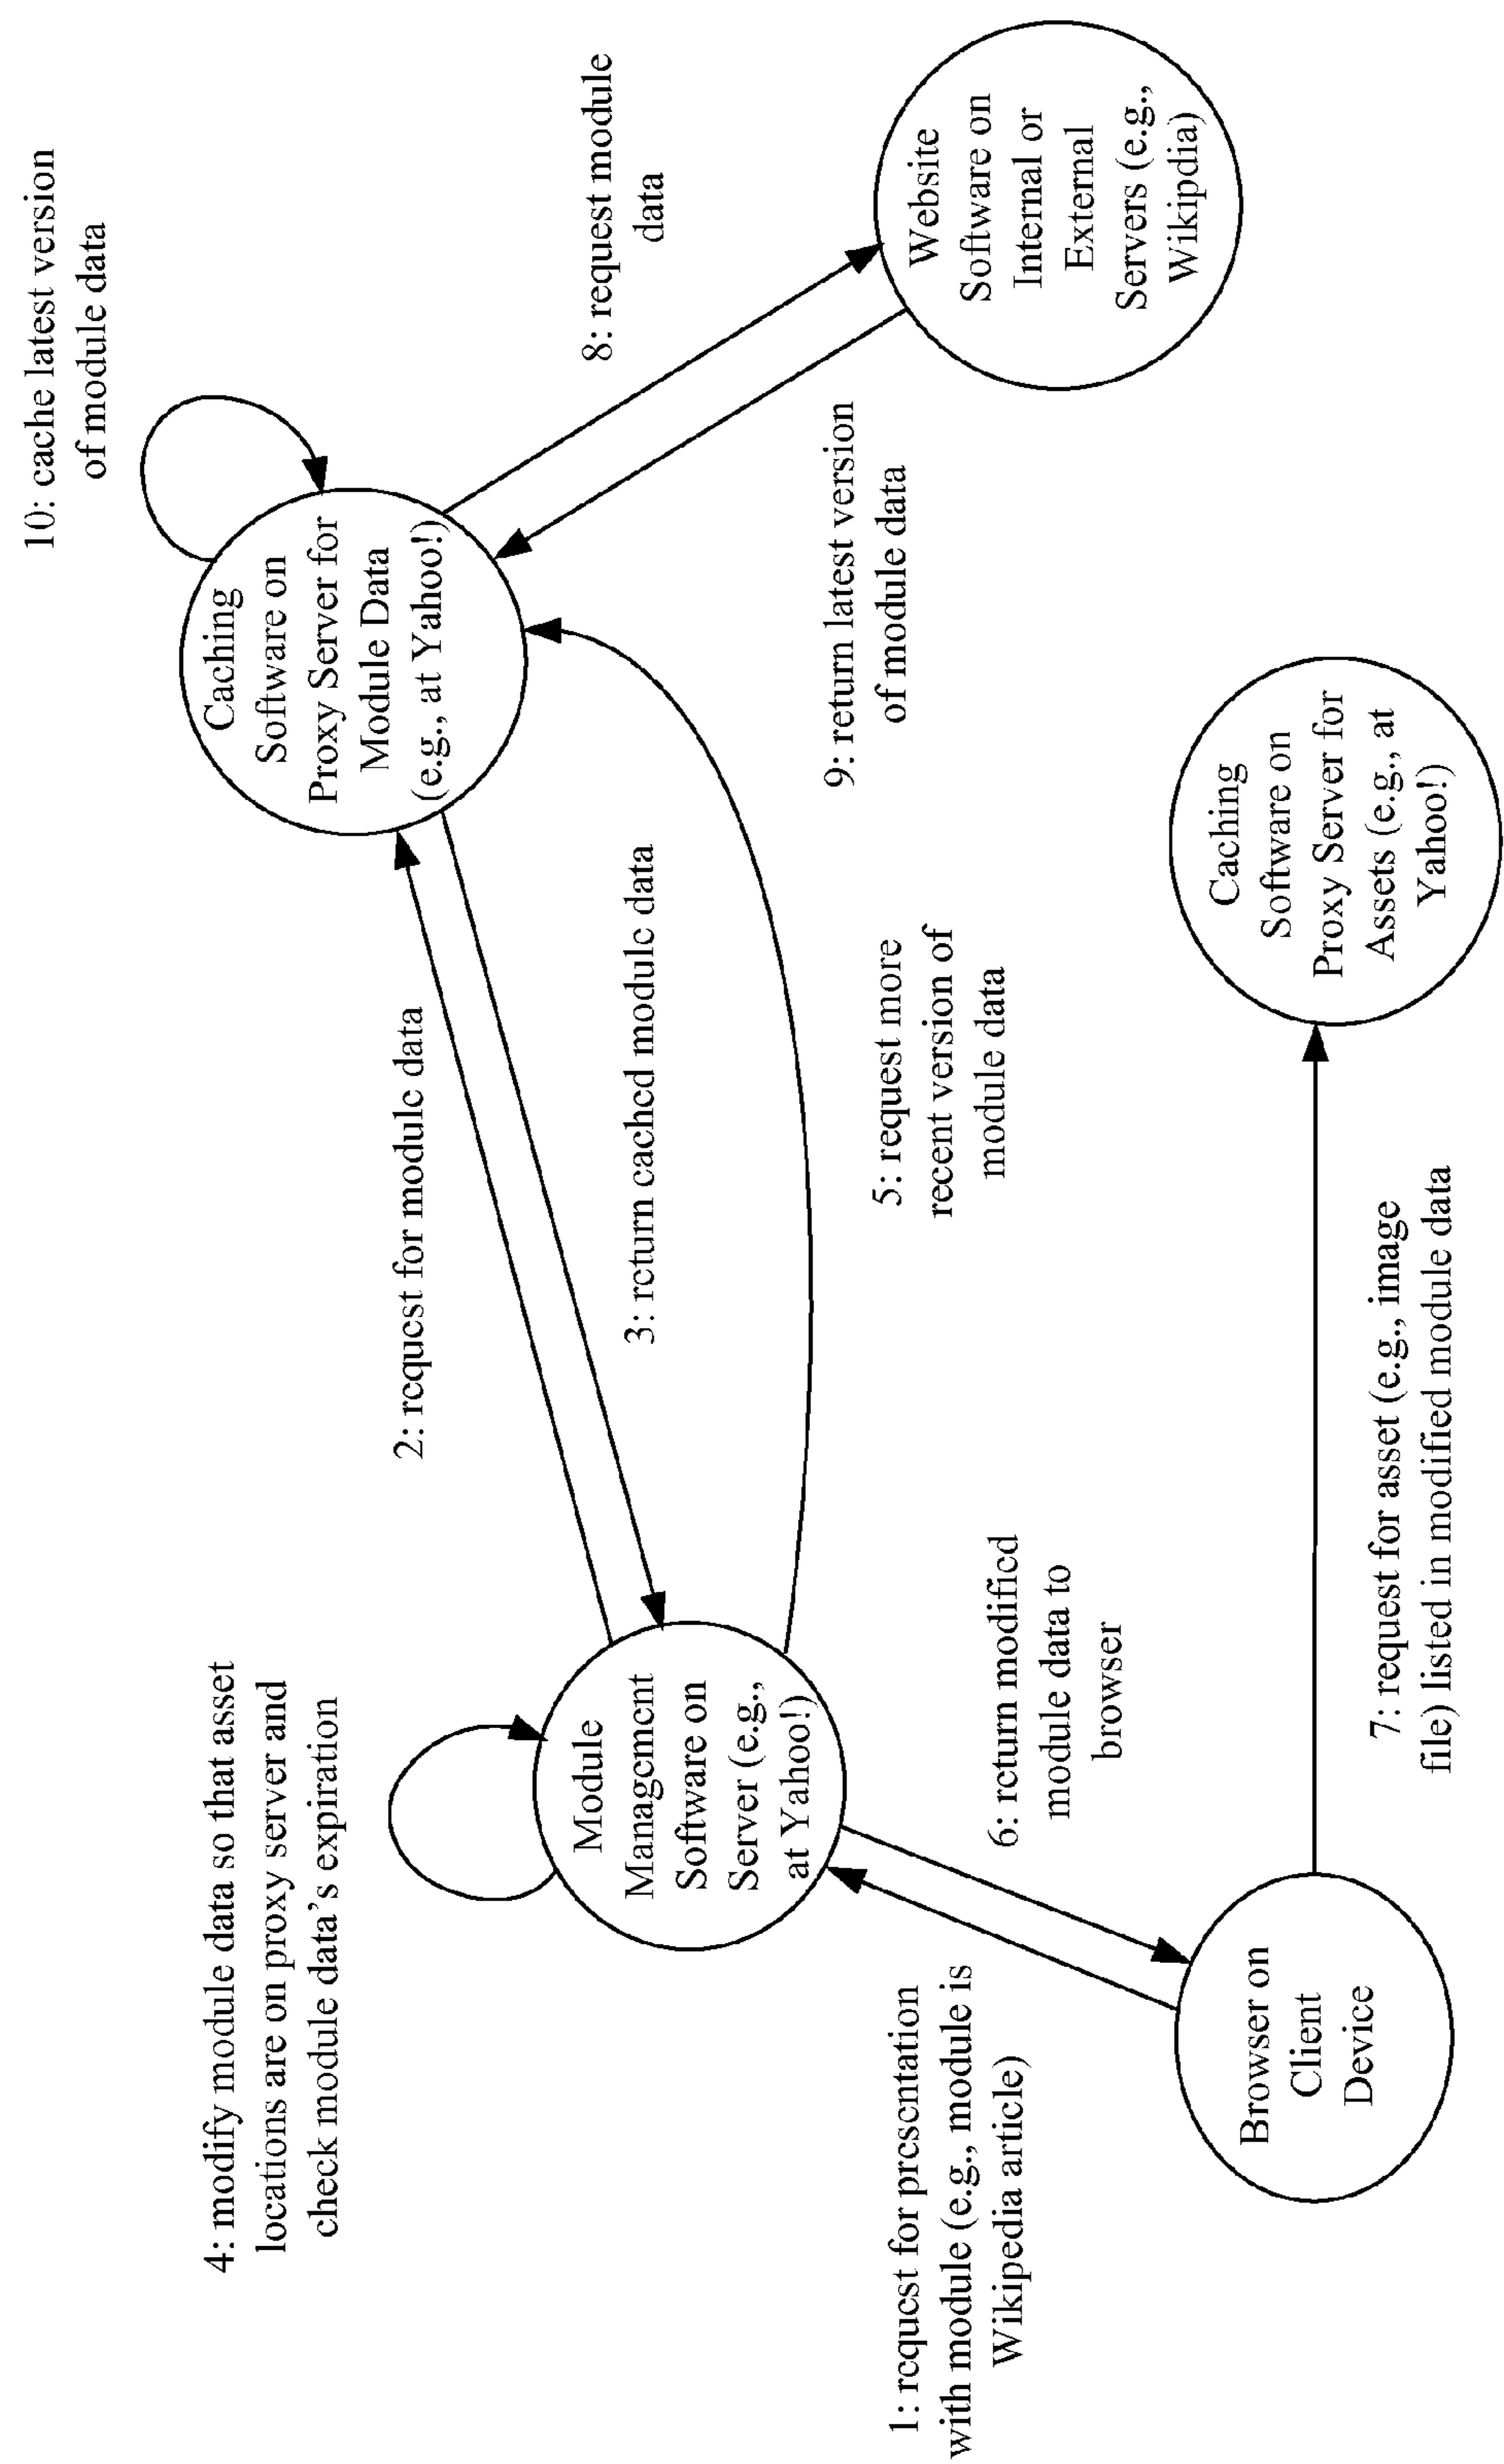 10: cache latest version
of module data
Caching
Software on
Proxy Server for
Module Data
(e.g., at Yahoo!)
8: request module
data
Website
Software on
Internal or
External
Servers (e.g.,
Wikipdia)
9: return latest version
of module data
2: request for module data
3: return cached module data
5: request more
recent version of
module data
4: modify module data so that asset
locations are on proxy server and
check module data's expiration
Module
Management
Software on
Server (e.g.,
at Yahoo!)
6: return modified
module data to
browser
1: request for presentation
with module (e.g., module is
Wikipedia article)
Browser on
Client
Device
7: request for asset (e.g., image
file) listed in modified module data
Caching
Software on
Proxy Server for
Assets (e.g., at
Yahoo!)